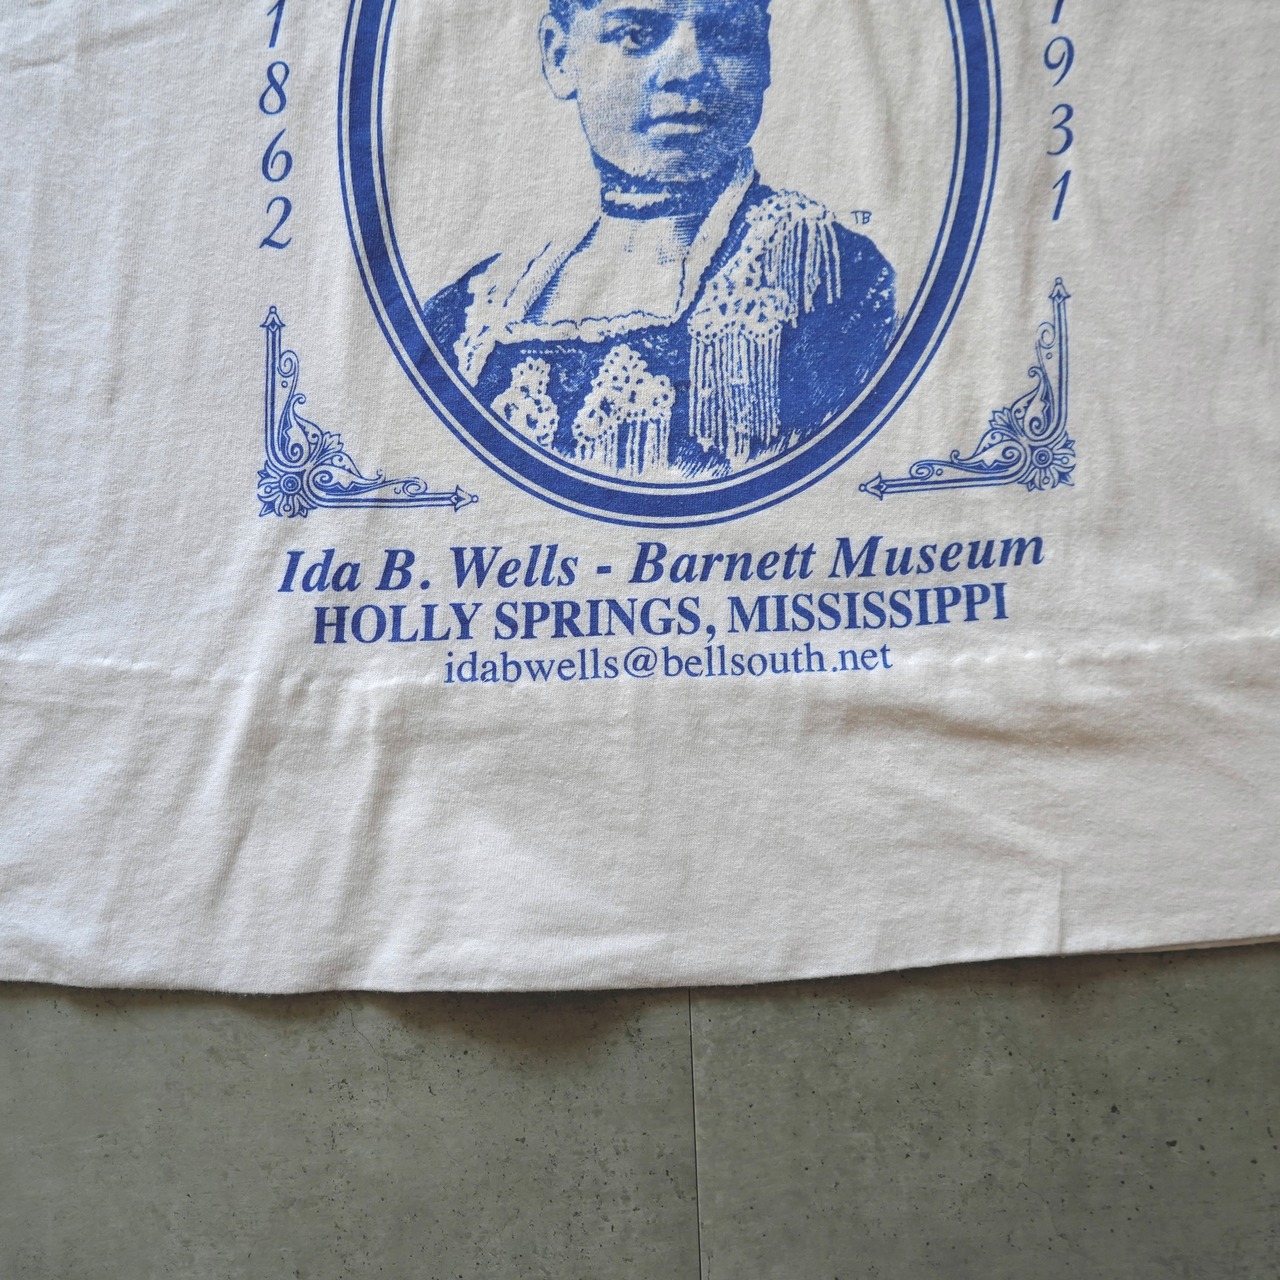 1862
1931
TB
Ida B. Wells - Barnett Museum
HOLLY SPRINGS, MISSISSIPPI
idabwells@bellsouth.net